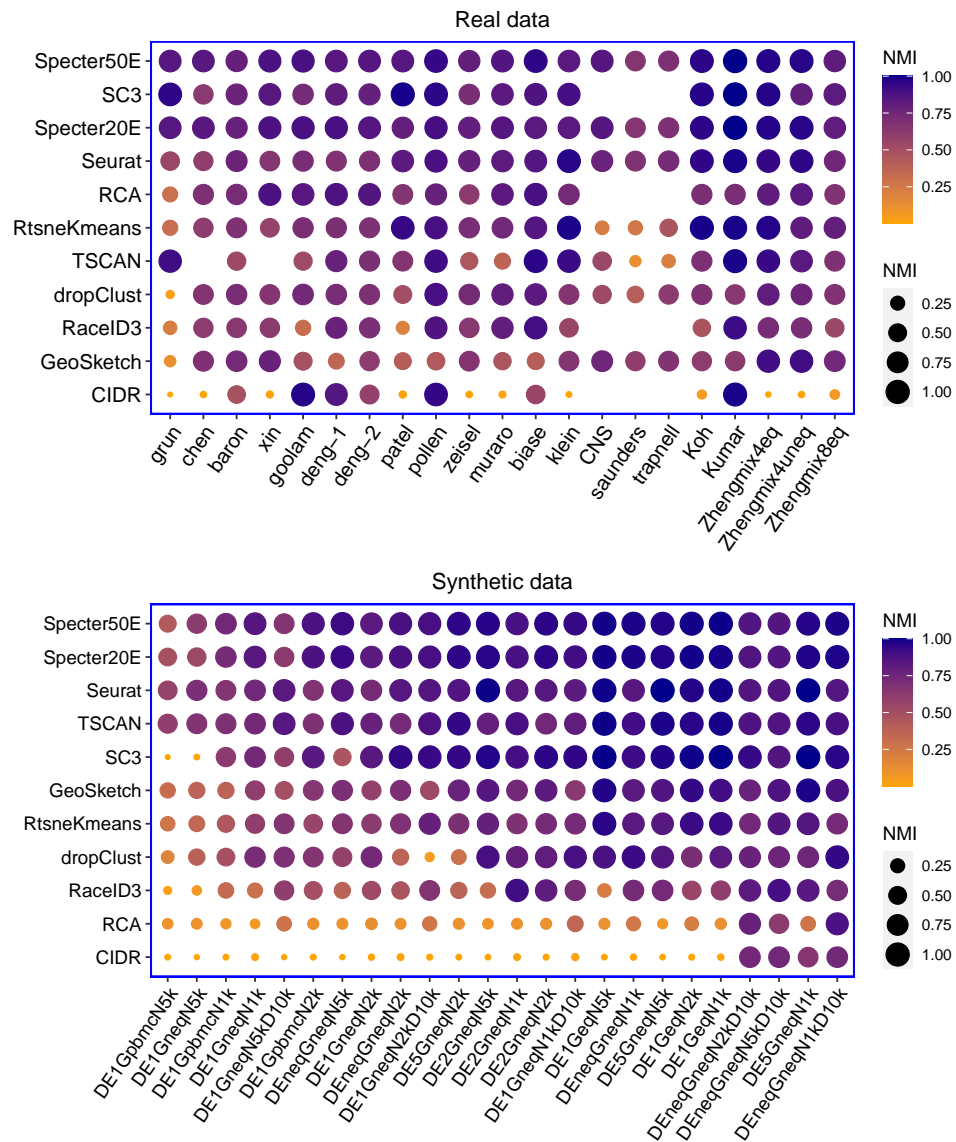 Real data
Specter50E
SC3
Specter20E
Seurat
RCA
RtsneKmeans
TSCAN
dropClust
RaceID3
GeoSketch
CIDR
grun
chen
baron
xin
goolam
deng−1
deng−2
patel
pollen
zeisel
muraro
biase
klein
CNS
saunders
trapnell
Koh
Kumar
Zhengmix4eq
Zhengmix4uneq
Zhengmix8eq
NMI
1.00
0.75
0.50
0.25
NMI
0.25
0.50
0.75
1.00
Synthetic data
Specter50E
Specter20E
Seurat
TSCAN
SC3
GeoSketch
RtsneKmeans
dropClust
RaceID3
RCA
CIDR
DE1GpbmcN5k
DE1GneqN5k
DE1GpbmcN1k
DE1GneqN1k
DE1GneqN5kD10k
DE1GpbmcN2k
DEneqGneqN5k
DE1GneqN2k
DEneqGneqN2k
DE1GneqN2kD10k
DE5GneqN2k
DE2GneqN5k
DE2GneqN1k
DE2GneqN2k
DE1GneqN1kD10k
DE1GeqN5k
DEneqGneqN1k
DE5GneqN5k
DE1GeqN2k
DE1GeqN1k
DEneqGneqN2kD10k
DEneqGneqN5kD10k
DE5GneqN1k
DEneqGneqN1kD10k
NMI
1.00
0.75
0.50
0.25
NMI
0.25
0.50
0.75
1.00